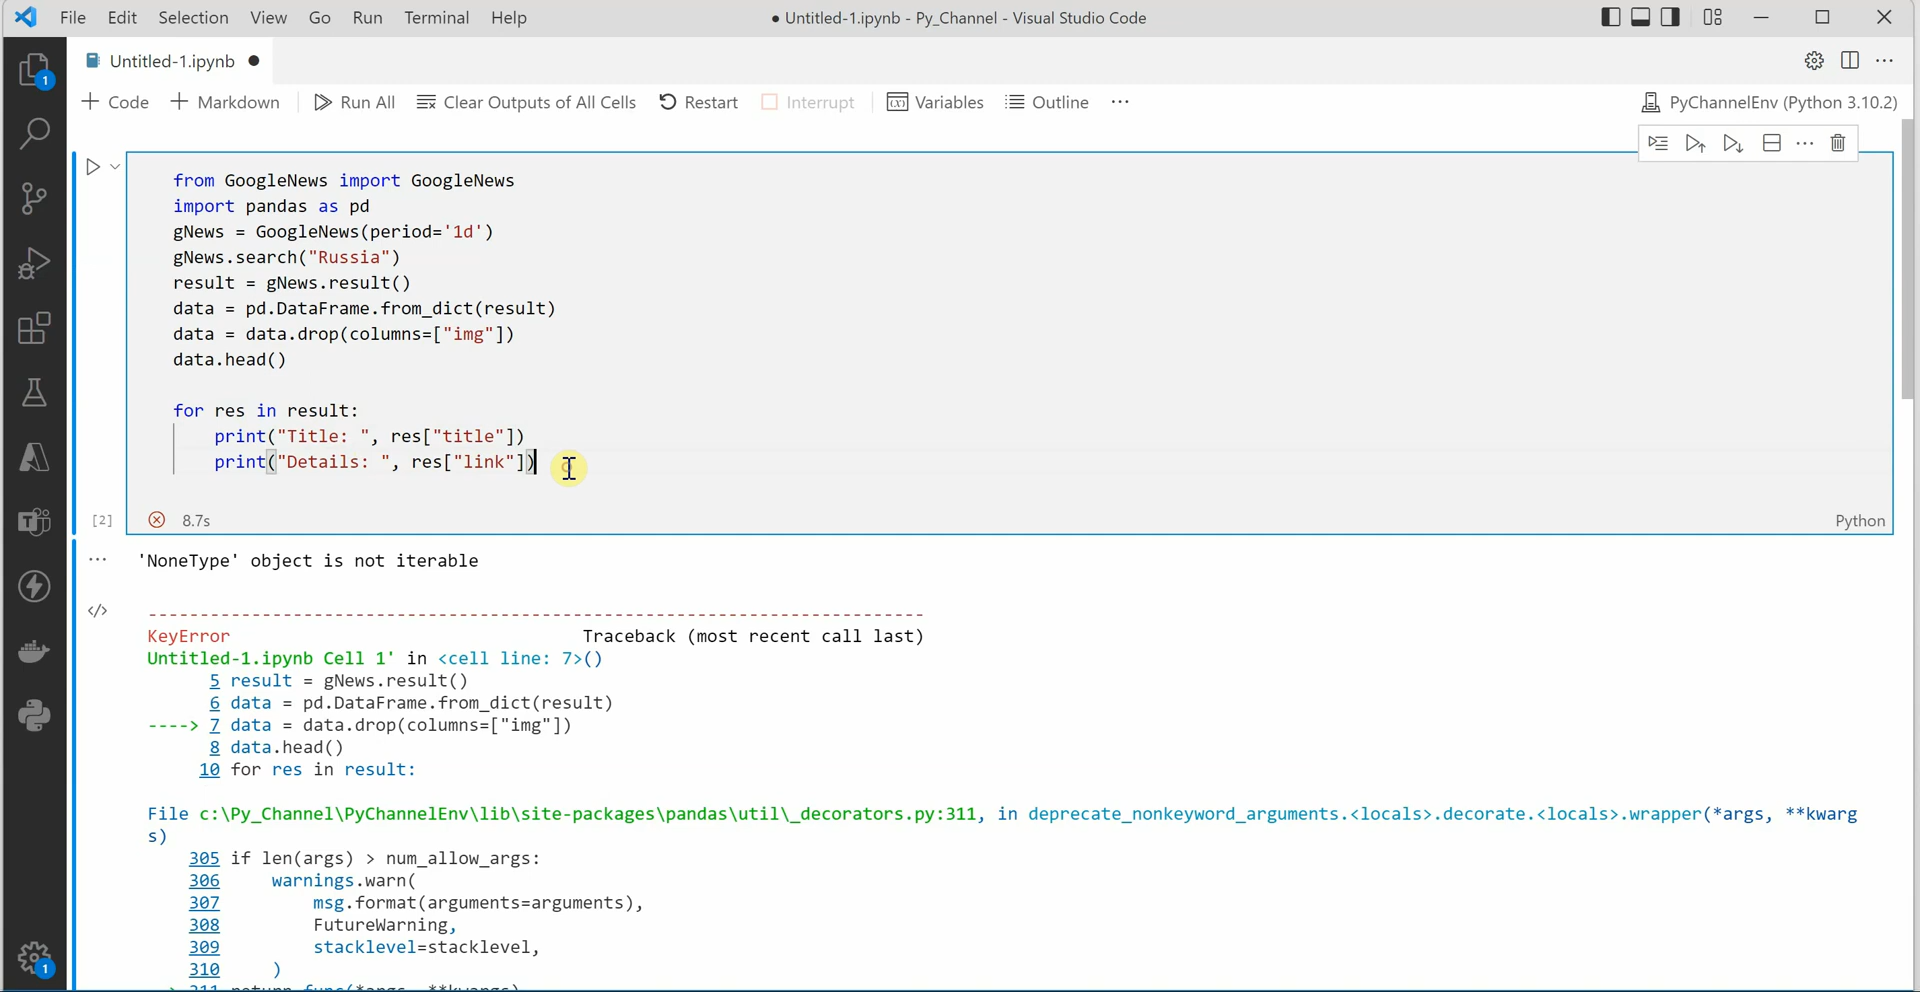 File Edit Selection View Go Run Terminal Help
● Untitled-1.ipynb - Py_Channel - Visual Studio Code
1
Untitled-1.ipynb ●
+ Code + Markdown Run All Clear Outputs of All Cells Restart Interrupt Variables Outline ···
PyChannelEnv (Python 3.10.2)
from GoogleNews import GoogleNews
import pandas as pd
gNews = GoogleNews(period='1d')
gNews.search("Russia")
result = gNews.result()
data = pd.DataFrame.from_dict(result)
data = data.drop(columns=["img"])
data.head()
for res in result:
print("Title: ", res["title"])
print("Details: ", res["link"])
[2] 8.7s Python
'NoneType' object is not iterable
---------------------------------------------------------------------------
KeyError Traceback (most recent call last)
Untitled-1.ipynb Cell 1' in <cell line: 7>()
5 result = gNews.result()
6 data = pd.DataFrame.from_dict(result)
----> 7 data = data.drop(columns=["img"])
8 data.head()
10 for res in result:
File c:\Py_Channel\PyChannelEnv\lib\site-packages\pandas\util\_decorators.py:311, in deprecate_nonkeyword_arguments.<locals>.decorate.<locals>.wrapper(*args, **kwarg
s)
305 if len(args) > num_allow_args:
306 warnings.warn(
307 msg.format(arguments=arguments),
308 FutureWarning,
309 stacklevel=stacklevel,
310 )
1